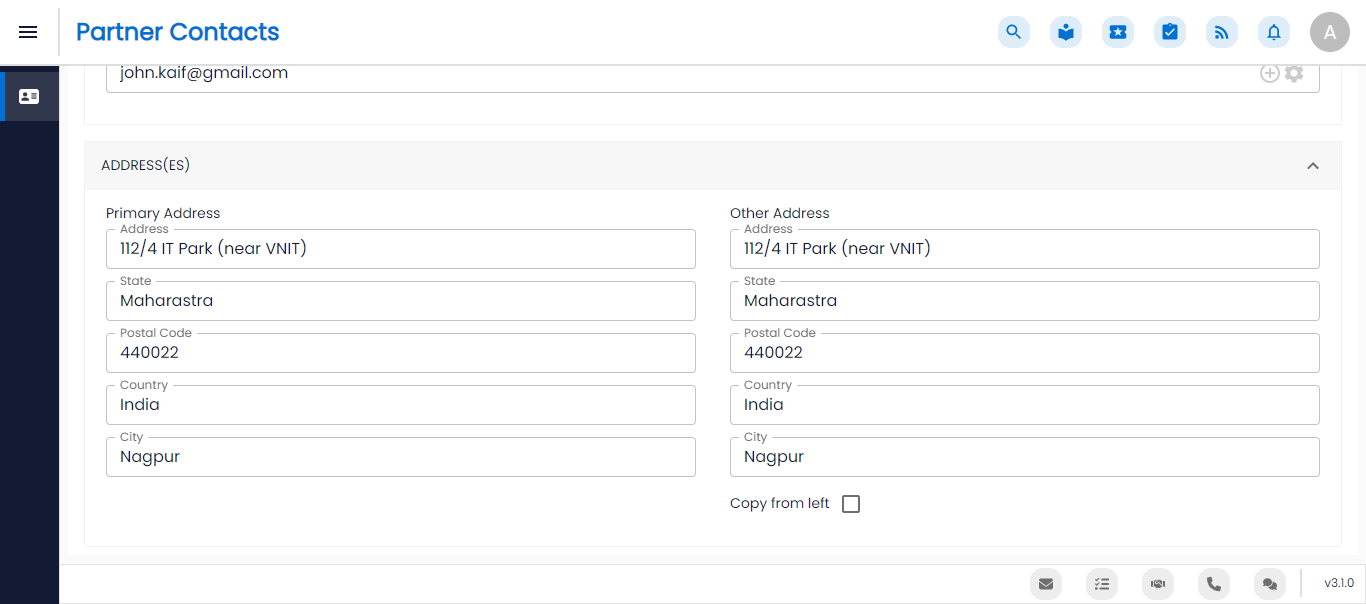 Partner Contacts
A
john.kaif@gmail.com
ADDRESS(ES)
Primary Address
Address
112/4 IT Park (near VNIT)
State
Maharastra
Postal Code
440022
Country
India
City
Nagpur
Other Address
Address
112/4 IT Park (near VNIT)
State
Maharastra
Postal Code
440022
Country
India
City
Nagpur
Copy from left
v3.1.0